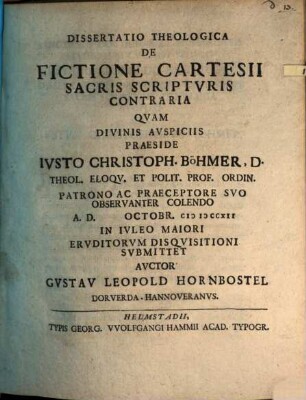 DISSERTATIO THEOLOGICA
DE
FICTIONE CARTESII
SACRIS SCRIPTVRIS
CONTRARIA
QVAM
DIVINIS AVSPICIIS
PRAESIDE
IVSTO CHRISTOPH. BöHMER, D.
THEOL. ELOQV. ET POLIT. PROF. ORDIN.
PATRONO AC PRAECEPTORE SVO
OBSERVANTER COLENDO
A. D. OCTOBR. CIↃ IↃCCXII
IN IVLEO MAIORI
ERVDITORVM DISQVISITIONI
SVBMITTET
AVCTOR
GVSTAV LEOPOLD HORNBOSTEL
DORVERDA-HANNOVERANVS.
HELMSTADII,
TYPIS GEORG. VVOLFGANGI HAMMII ACAD. TYPOGR.